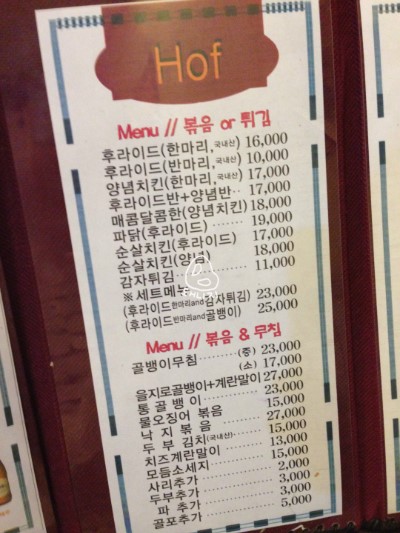 Hof
Menu // 볶음 or 튀김
후라이드(한마리,국내산) 16,000
후라이드(반마리,국내산) 10,000
양념치킨(한마리,국내산) 17,000
후라이드반+양념반·· 17,000
매콤달콤한(양념치킨) 18,000
파닭(후라이드)······ 19,000
순살치킨(후라이드) 17,000
순살치킨(양념) 18,000
감자튀김············ 11,000
※세트메뉴
(후라이드한마리and감자튀김) 23,000
(후라이드반마리and골뱅이) 25,000
Menu // 볶음 & 무침
골뱅이무침··········(중) 23,000
(소) 17,000
을지로골뱅이+계란말이 27,000
통골뱅이·········· 23,000
물오징어 볶음 15,000
낙지볶음········ 27,000
두부김치(국내산)···· 15,000
치즈계란말이········ 13,000
모듬소세지·········· 15,000
사리추가············ 2,000
두부추가············ 3,000
파 추가············ 3,000
골포추가············ 5,000